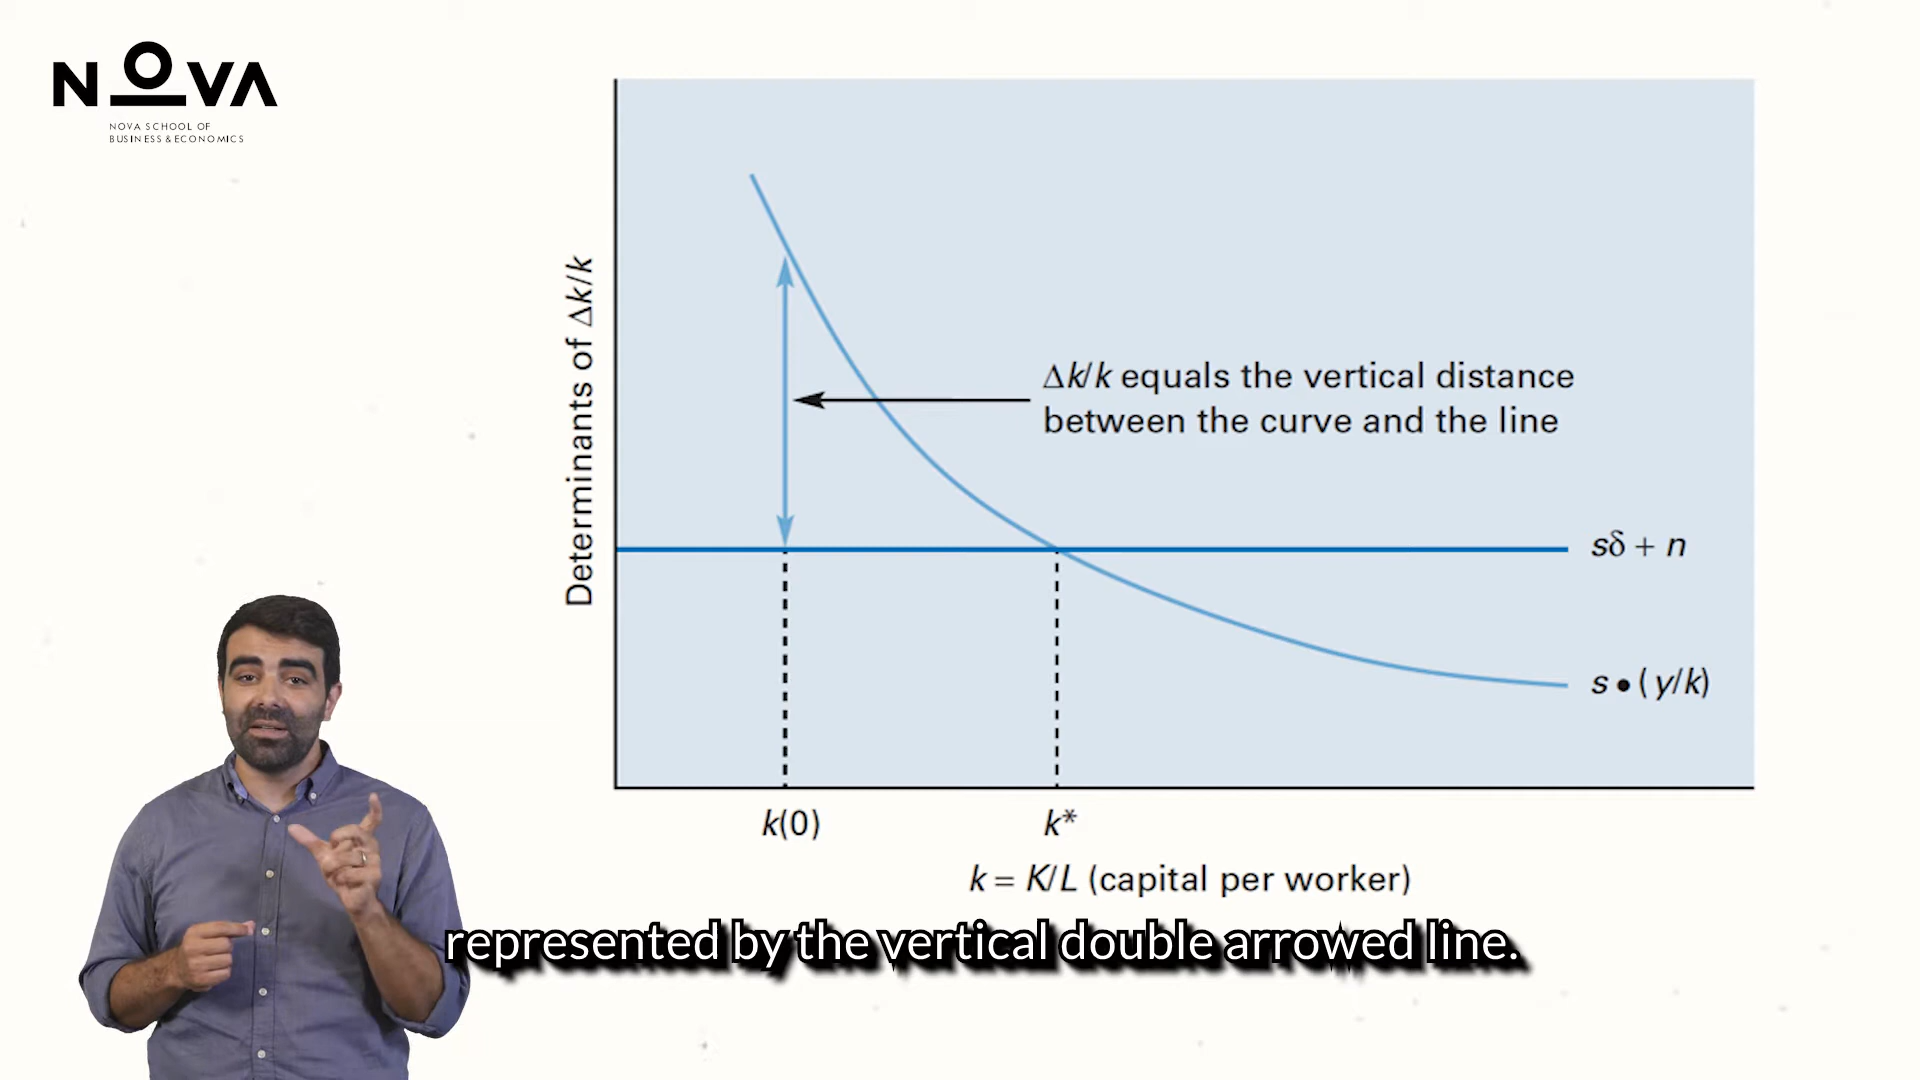 NOVA
NOVA SCHOOL OF
BUSINESS & ECONOMICS
Determinants of Δk/k
Δk/k equals the vertical distance
between the curve and the line
sδ + n
s • (y/k)
k(0)
k*
k = K/L (capital per worker)
represented by the vertical double arrowed line.